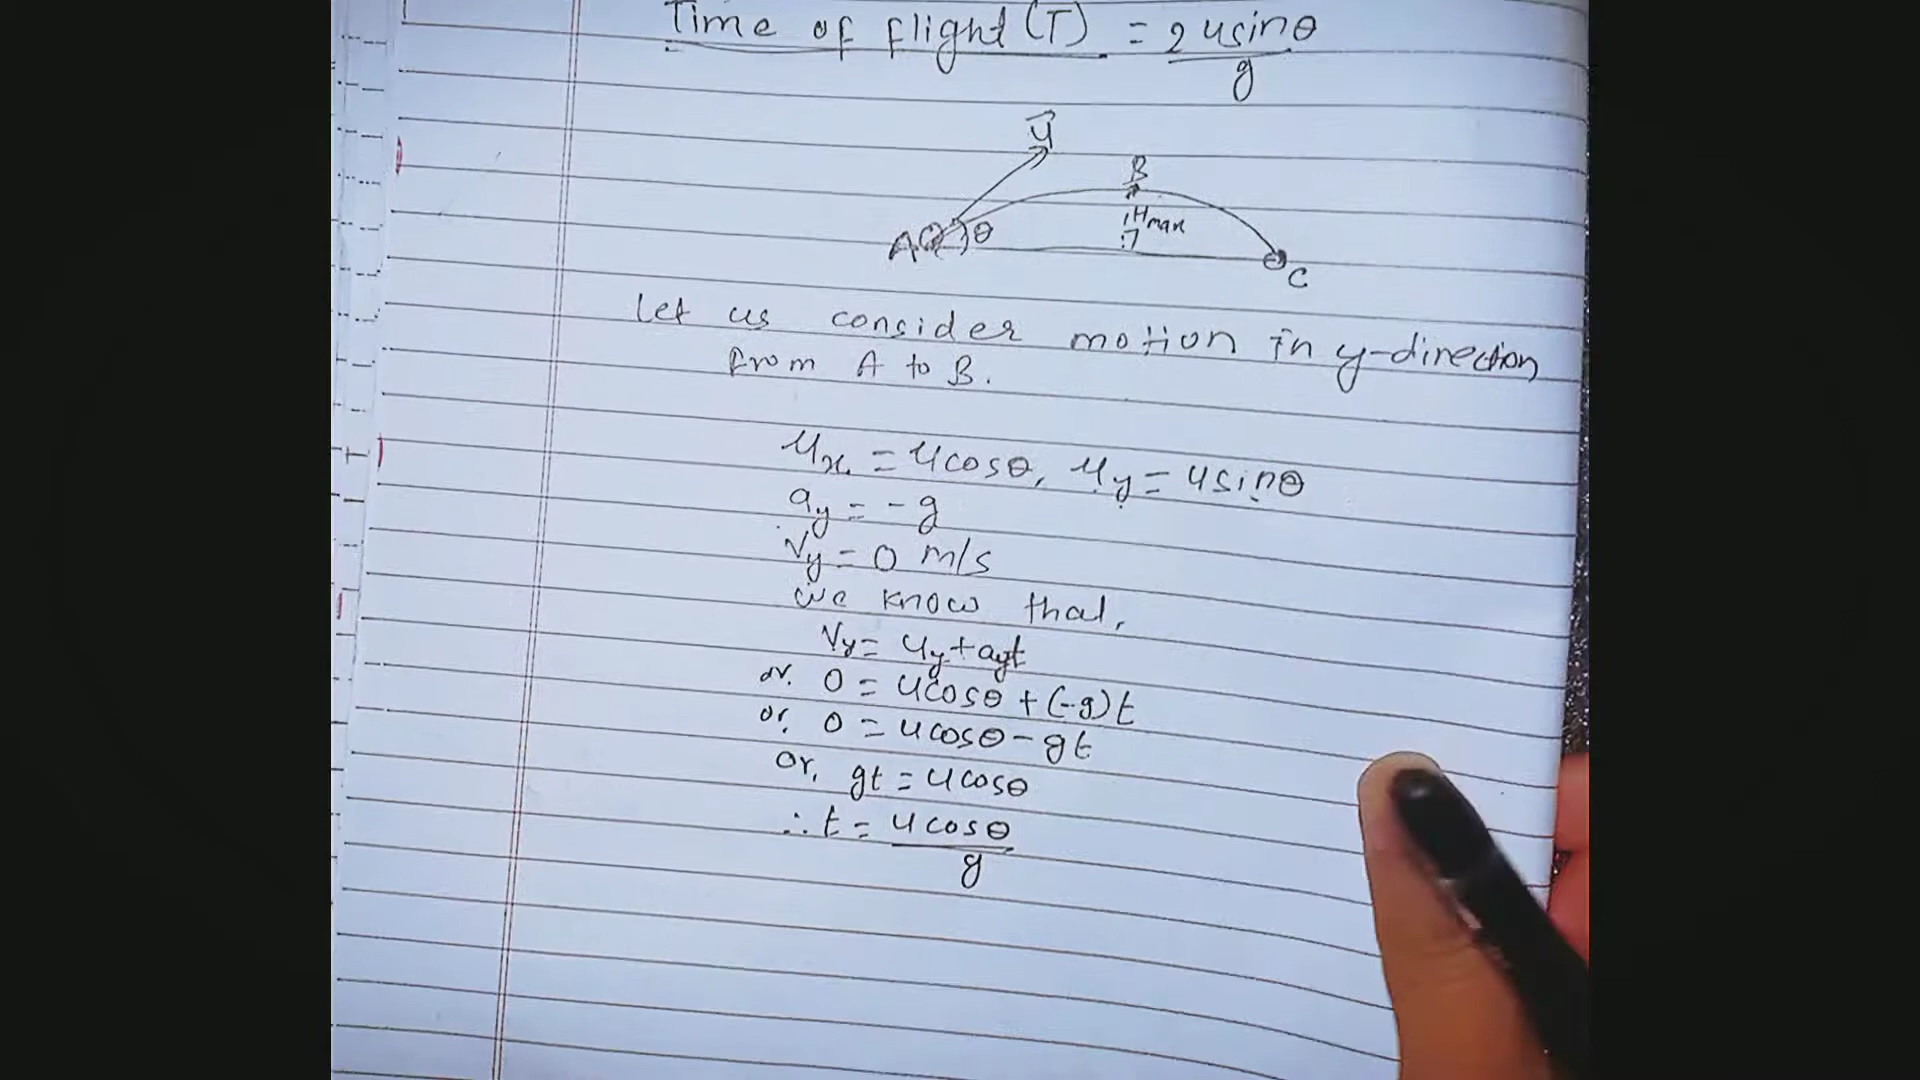 Time of flight (T) = 2usinθ
g
u
B
Hmax
A
θ
C
Let us consider motion in y-direction
from A to B.
ux = ucosθ, uy = usinθ
ay = -g
Vy = 0 m/s
we know that,
Vy = uy + ayt
or, 0 = ucosθ + (-g)t
or, 0 = ucosθ - gt
or, gt = ucosθ
∴ t = ucosθ
g